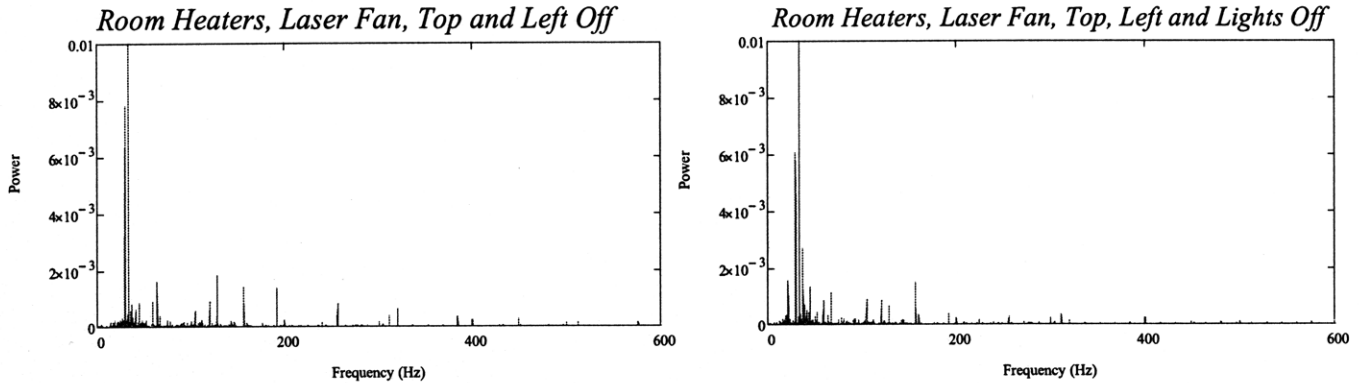 Room Heaters, Laser Fan, Top and Left Off
0.01
8×10⁻³
6×10⁻³
4×10⁻³
2×10⁻³
0
Power
0 200 400 600
Frequency (Hz)
Room Heaters, Laser Fan, Top, Left and Lights Off
0.01
8×10⁻³
6×10⁻³
4×10⁻³
2×10⁻³
0
Power
0 200 400 600
Frequency (Hz)